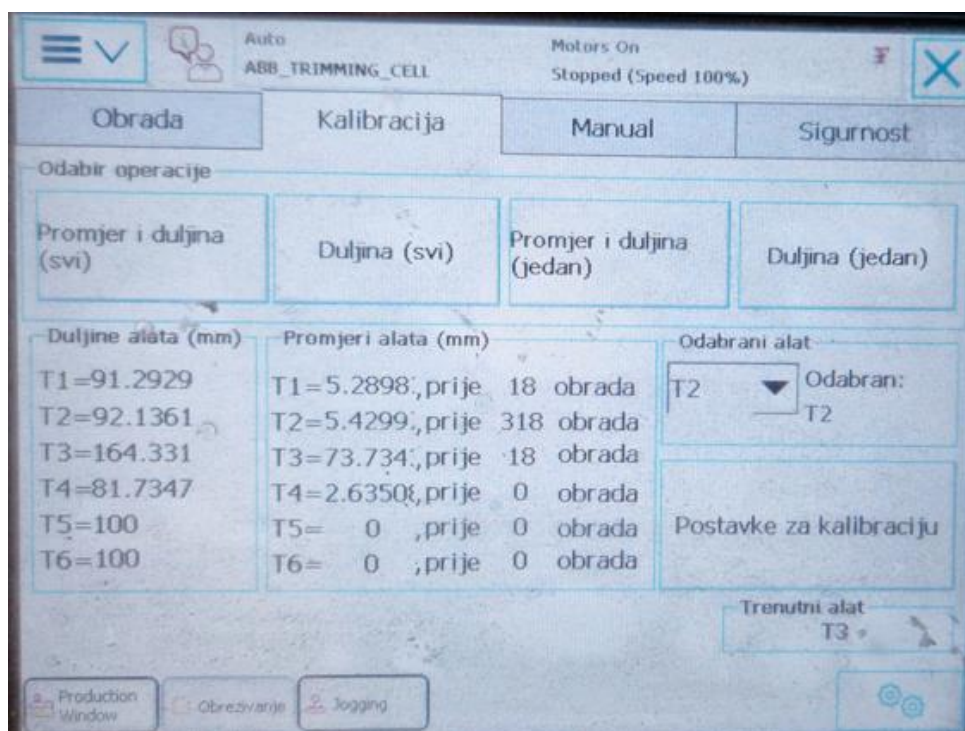 Auto
ABB_TRIMMING_CELL
Motors On
Stopped (Speed 100%)
Obrada
Kalibracija
Manual
Sigurnost
Odabir operacije
Promjer i duljina
(svi)
Duljina (svi)
Promjer i duljina
(jedan)
Duljina (jedan)
Duljine alata (mm)
T1=91.2929
T2=92.1361
T3=164.331
T4=81.7347
T5=100
T6=100
Promjeri alata (mm)
T1=5.2898,prije 18 obrada
T2=5.4299,prije 318 obrada
T3=73.734,prije 18 obrada
T4=2.63508,prije 0 obrada
T5= 0 ,prije 0 obrada
T6= 0 ,prije 0 obrada
Odabrani alat
T2
Odabran:
T2
Postavke za kalibraciju
Trenutni alat
T3
Production
Window
Obrezivanje
Jogging